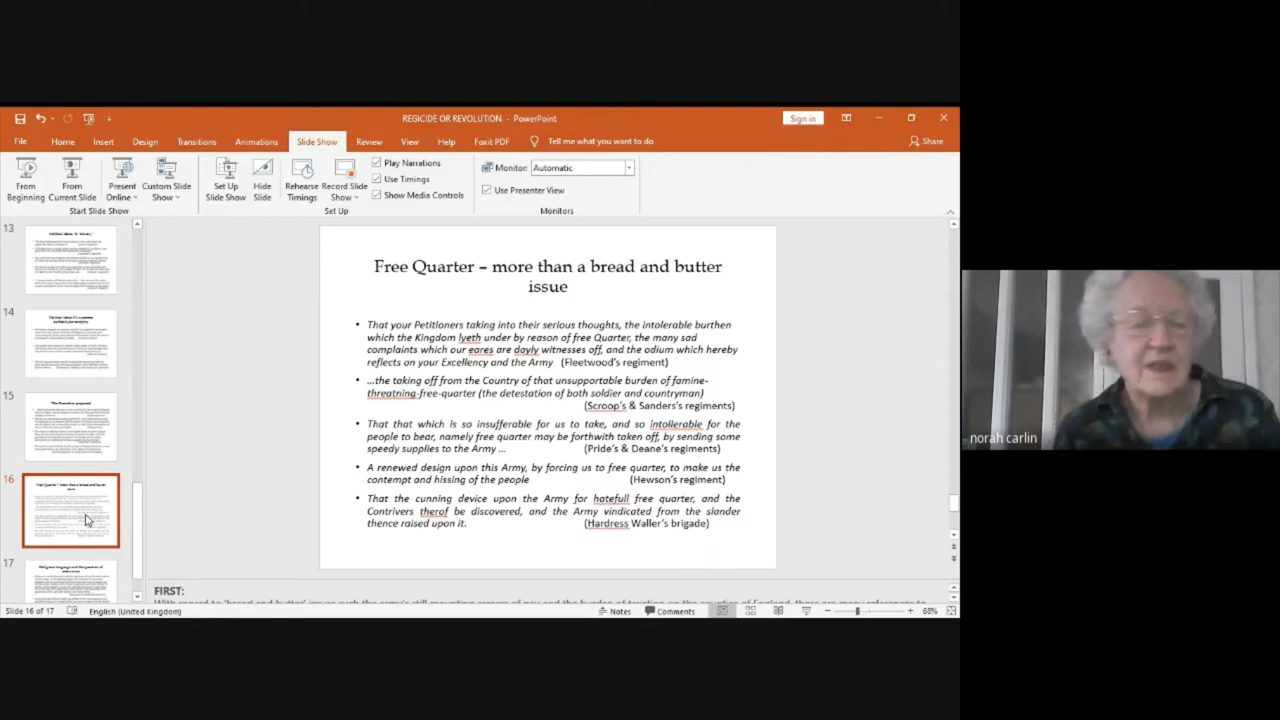 REGICIDE OR REVOLUTION - PowerPoint
Sign in
File
Home
Insert
Design
Transitions
Animations
Slide Show
Review
View
Help
Foxit PDF
Tell me what you want to do
Share
From Beginning
From Current Slide
Present Online
Custom Slide Show
Set Up Slide Show
Hide Slide
Rehearse Timings
Record Slide Show
Play Narrations
Use Timings
Show Media Controls
Monitor:
Automatic
Use Presenter View
Start Slide Show
Set Up
Monitors
13
14
15
16
17
Free Quarter – more than a bread and butter
issue
• That your Petitioners taking into their serious thoughts, the intolerable burthen
which the Kingdom lyeth under by reason of free Quarter, the many sad
complaints which our eares are dayly witnesses off, and the odium which hereby
reflects on your Excellency and the Army (Fleetwood's regiment)
• ...the taking off from the Country of that unsupportable burden of famine-
threatning-free-quarter (the detestation of both soldier and countryman)
(Scroop's & Sanders's regiments)
• That that which is so insufferable for us to take, and so intollerable for the
people to bear, namely free quarter may be forthwith taken off, by sending some
speedy supplies to the Army ... (Pride's & Deane's regiments)
• A renewed design upon this Army, by forcing us to free quarter, to make us the
contempt and hissing of the people (Hewson's regiment)
• That the cunning device upon the Army for hatefull free quarter, and the
Contrivers therof be discovered, and the Army vindicated from the slander
thence raised upon it. (Hardress Waller's brigade)
norah carlin
FIRST:
Slide 16 of 17
English (United Kingdom)
Notes
Comments
68%